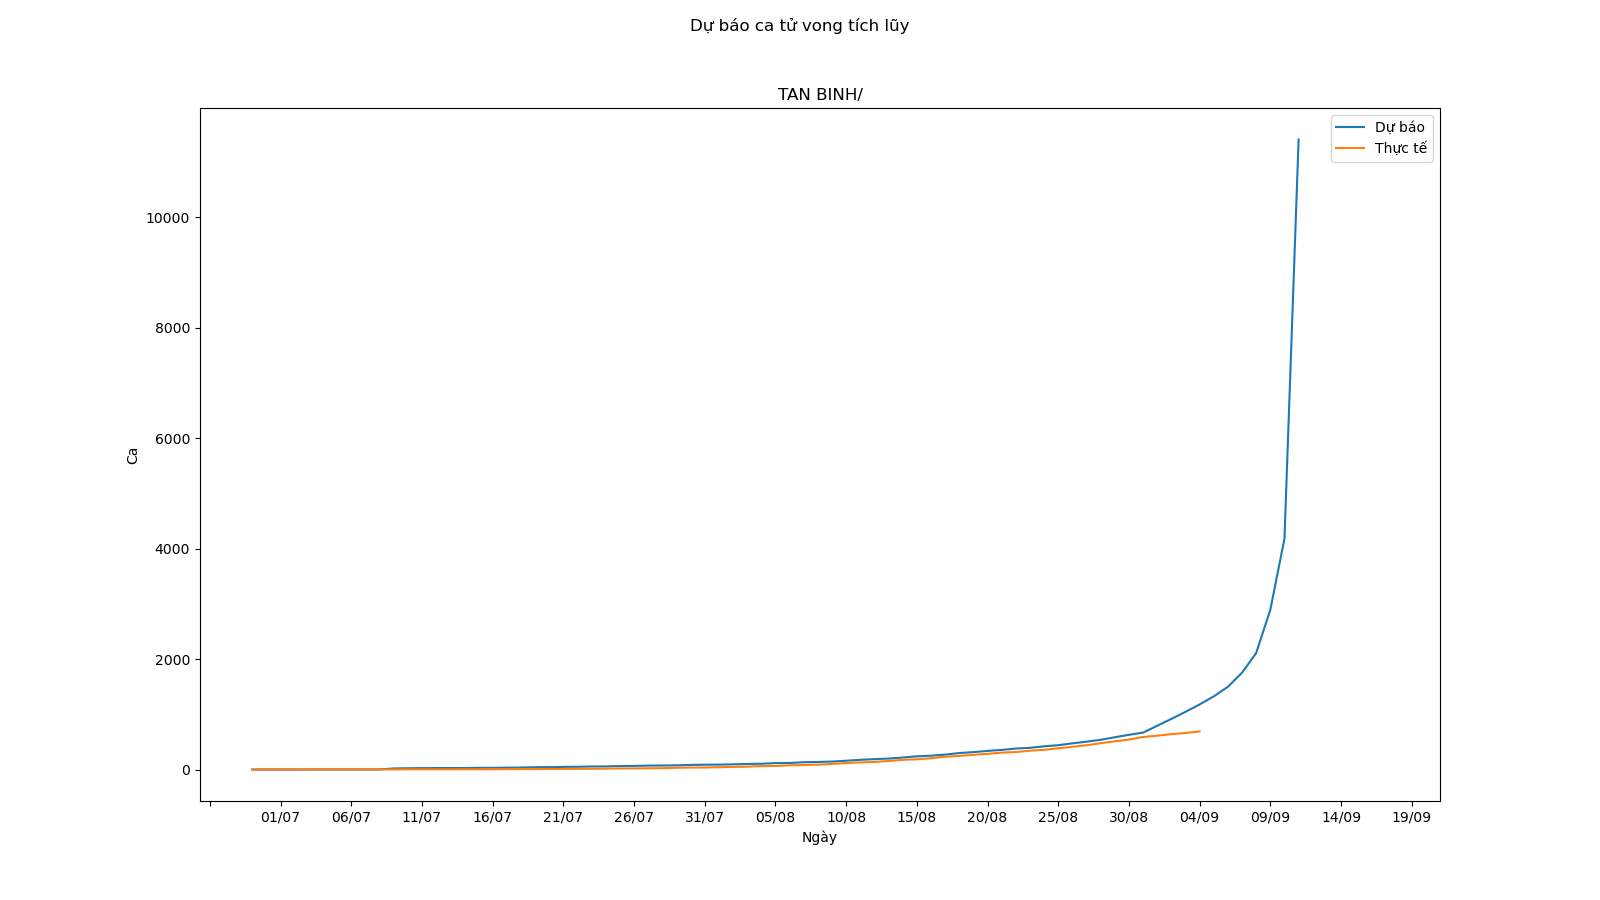 Dự báo ca tử vong tích lũy
TAN BINH/
Dự báo
Thực tế
10000
8000
6000
4000
2000
0
Ca
01/07 06/07 11/07 16/07 21/07 26/07 31/07 05/08 10/08 15/08 20/08 25/08 30/08 04/09 09/09 14/09 19/09
Ngày